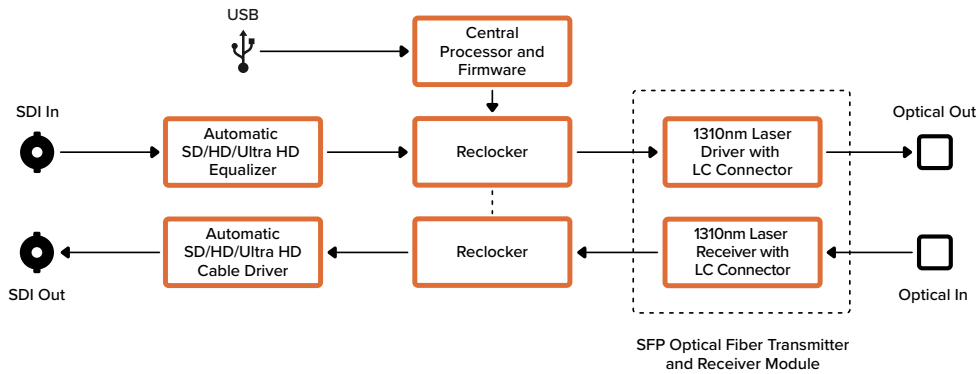 USB
Central
Processor and
Firmware
SDI In
Optical Out
Automatic
SD/HD/Ultra HD
Equalizer
Reclocker
1310nm Laser
Driver with
LC Connector
Automatic
SD/HD/Ultra HD
Cable Driver
Reclocker
1310nm Laser
Receiver with
LC Connector
SDI Out
Optical In
SFP Optical Fiber Transmitter
and Receiver Module